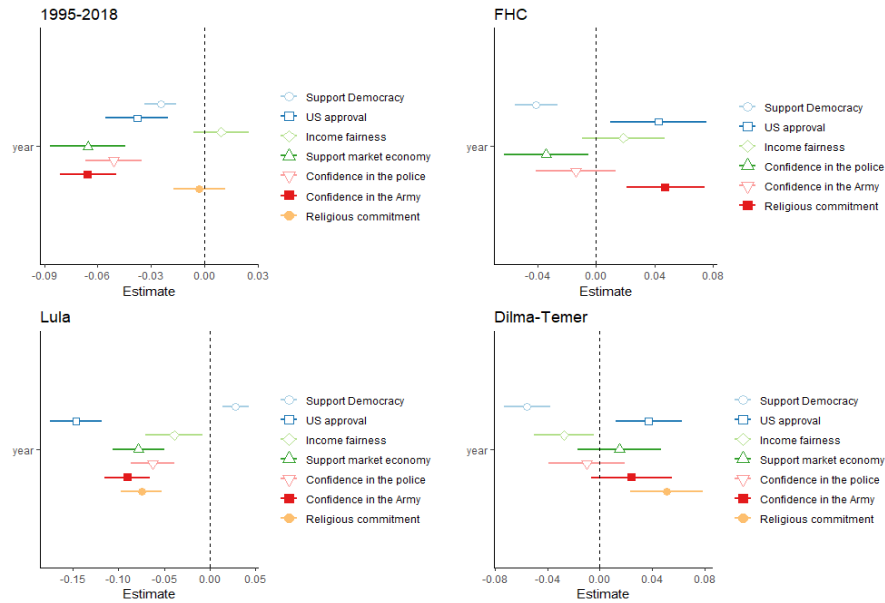 1995-2018
year
-0.09 -0.06 -0.03 0.00 0.03
Estimate
Support Democracy
US approval
Income fairness
Support market economy
Confidence in the police
Confidence in the Army
Religious commitment
FHC
year
-0.04 0.00 0.04 0.08
Estimate
Support Democracy
US approval
Income fairness
Support market economy
Confidence in the police
Confidence in the Army
Religious commitment
Lula
year
-0.15 -0.10 -0.05 0.00 0.05
Estimate
Support Democracy
US approval
Income fairness
Support market economy
Confidence in the police
Confidence in the Army
Religious commitment
Dilma-Temer
year
-0.08 -0.04 0.00 0.04 0.08
Estimate
Support Democracy
US approval
Income fairness
Support market economy
Confidence in the police
Confidence in the Army
Religious commitment